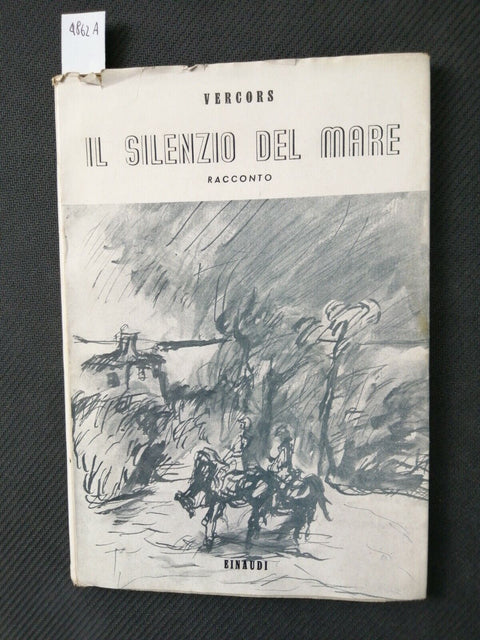 4862 A
VERCORS
IL SILENZIO DEL MARE
RACCONTO
EINAUDI